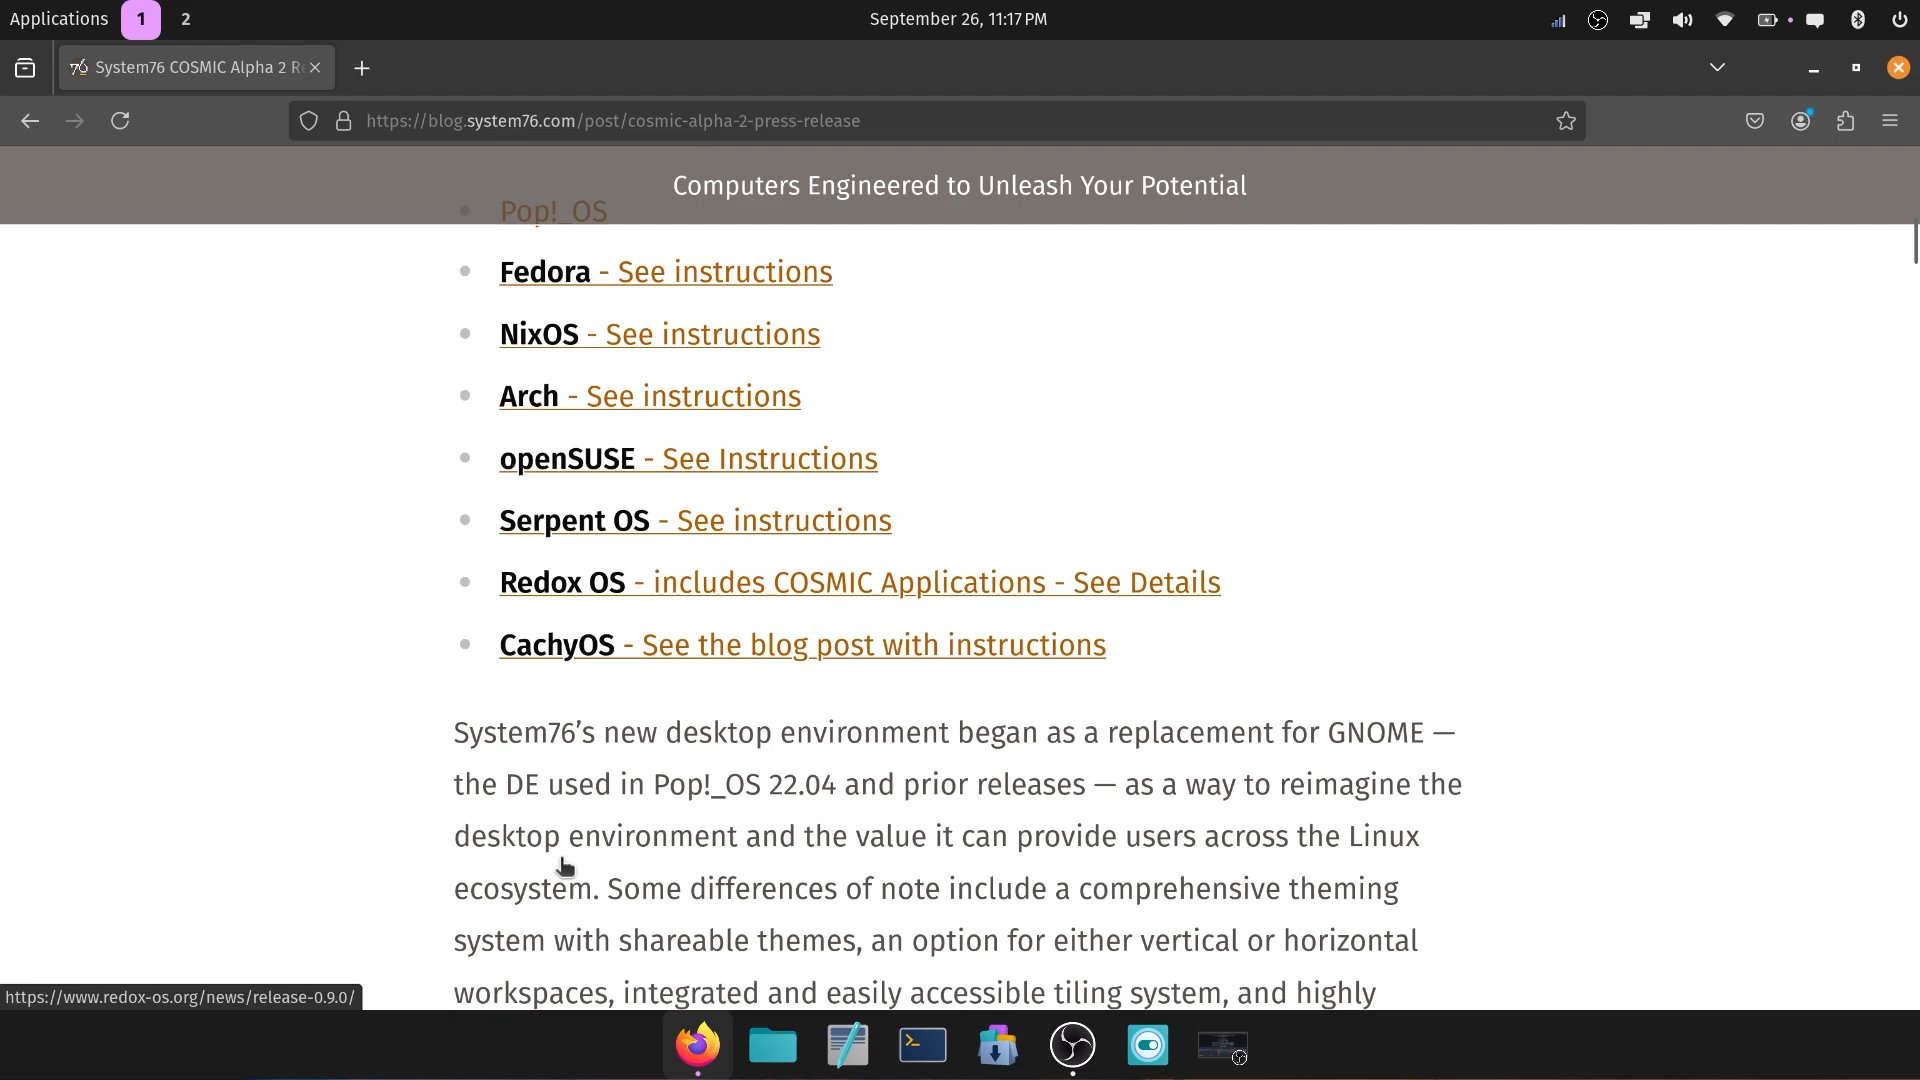 Applications
1
2
September 26, 11:17 PM
System76 COSMIC Alpha 2 Re
https://blog.system76.com/post/cosmic-alpha-2-press-release
Computers Engineered to Unleash Your Potential
Pop!_OS
Fedora - See instructions
NixOS - See instructions
Arch - See instructions
openSUSE - See Instructions
Serpent OS - See instructions
Redox OS - includes COSMIC Applications - See Details
CachyOS - See the blog post with instructions
System76’s new desktop environment began as a replacement for GNOME —
the DE used in Pop!_OS 22.04 and prior releases — as a way to reimagine the
desktop environment and the value it can provide users across the Linux
ecosystem. Some differences of note include a comprehensive theming
system with shareable themes, an option for either vertical or horizontal
workspaces, integrated and easily accessible tiling system, and highly
https://www.redox-os.org/news/release-0.9.0/